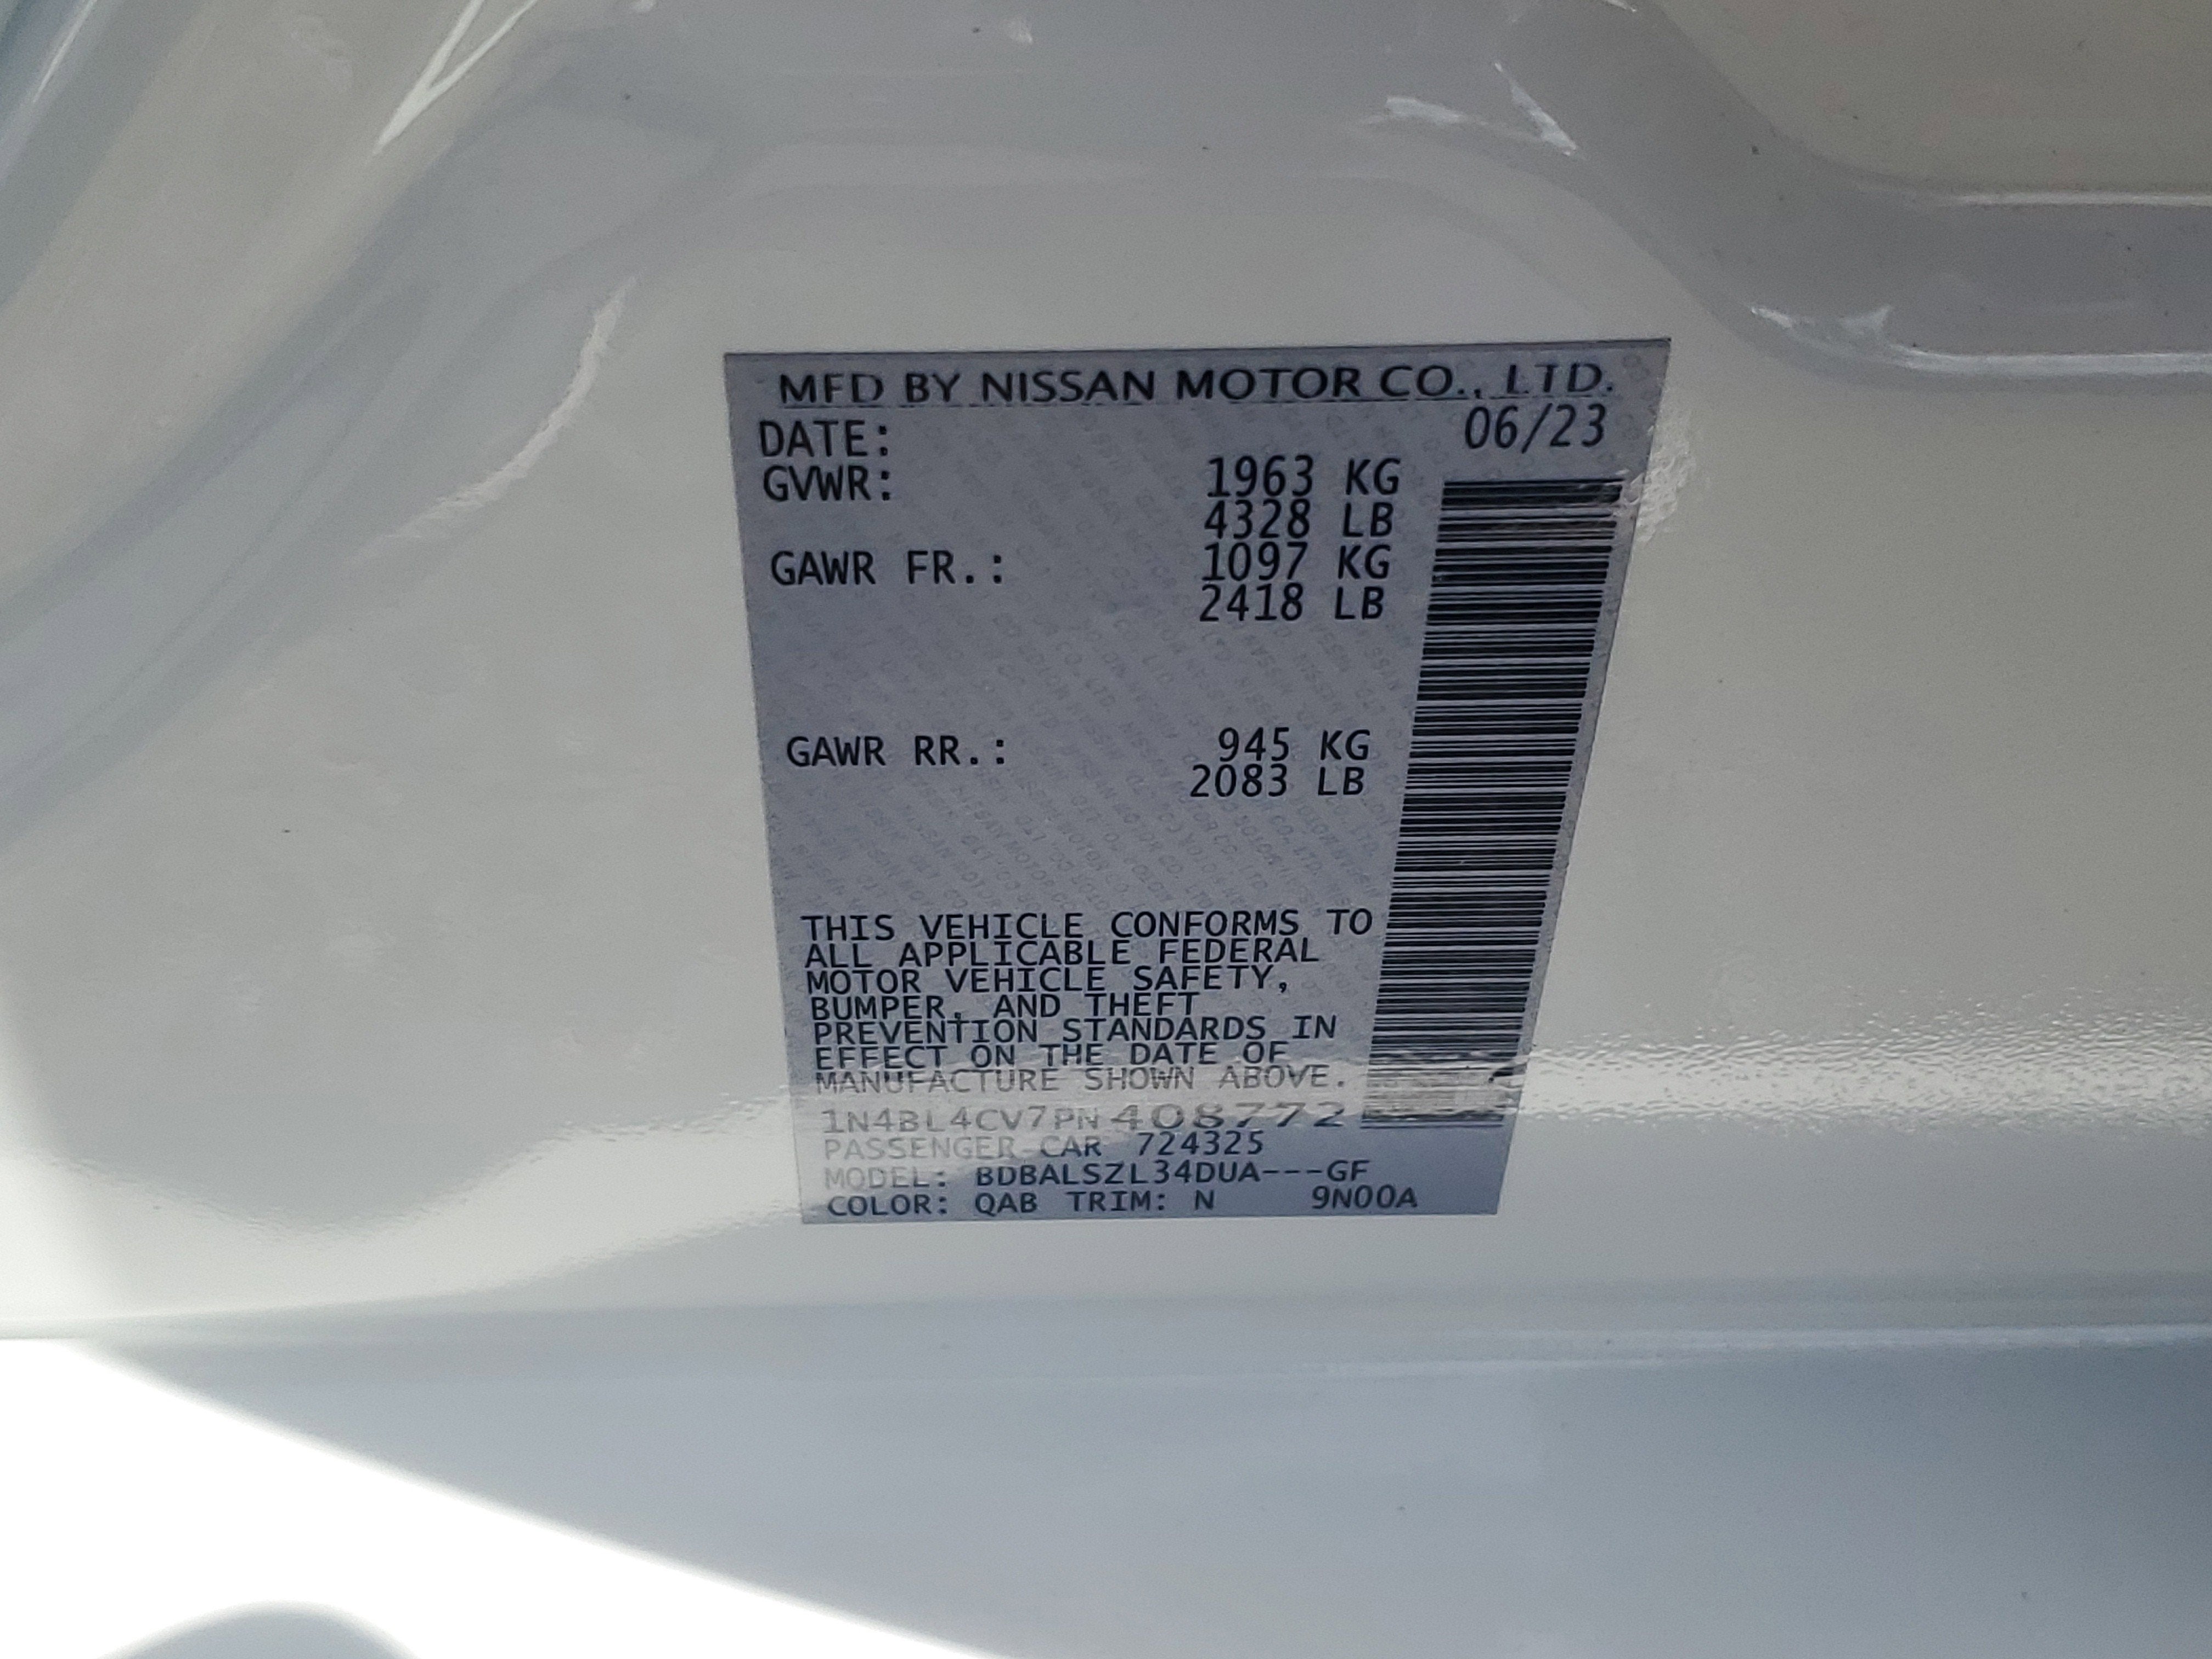 MFD BY NISSAN MOTOR CO., LTD.
DATE: 06/23
GVWR: 1963 KG
4328 LB
GAWR FR.: 1097 KG
2418 LB
GAWR RR.: 945 KG
2083 LB
THIS VEHICLE CONFORMS TO
ALL APPLICABLE FEDERAL
MOTOR VEHICLE SAFETY,
BUMPER, AND THEFT
PREVENTION STANDARDS IN
EFFECT ON THE DATE OF
MANUFACTURE SHOWN ABOVE.
1N4BL4CV7PN408772
PASSENGER CAR 724325
MODEL: BDBALSZL34DUA---GF
COLOR: QAB TRIM: N 9N00A